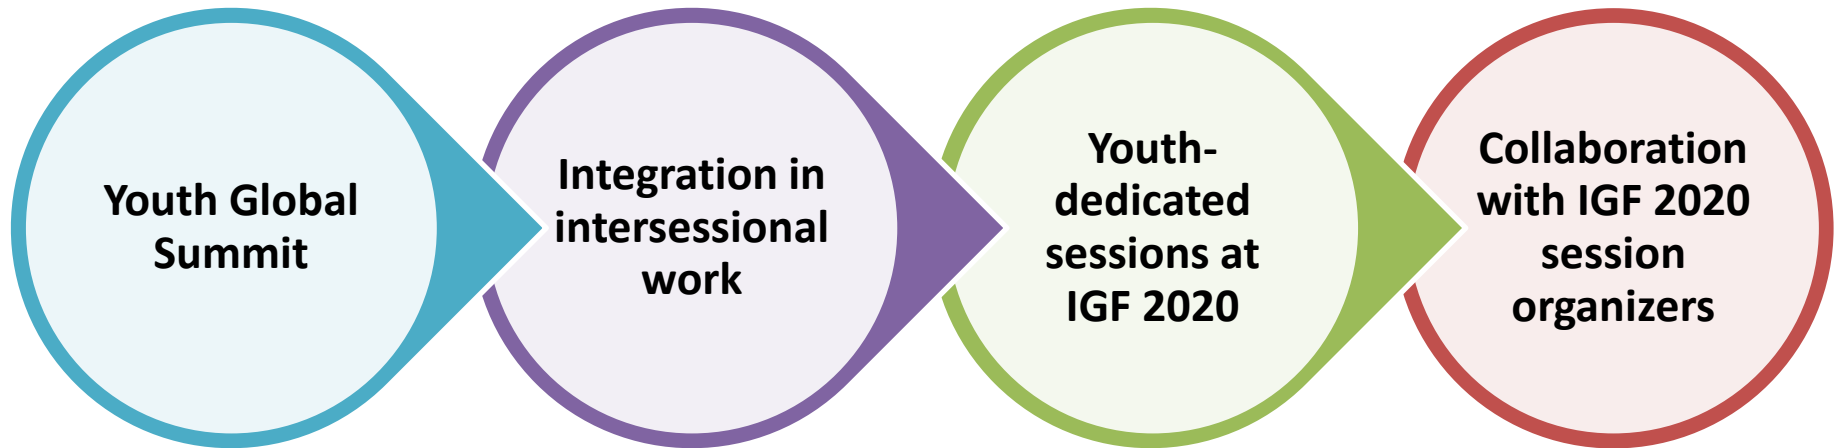 Youth Global
Summit
Integration in
intersessional
work
Youth-
dedicated
sessions at
IGF 2020
Collaboration
with IGF 2020
session
organizers